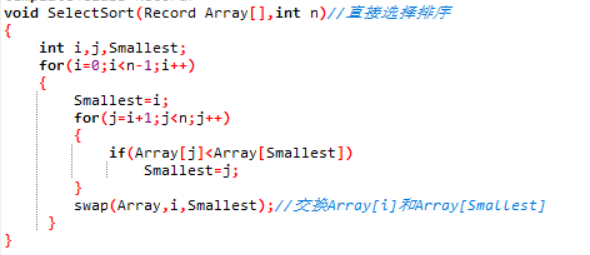 void SelectSort(Record Array[],int n)//直接选择排序
{
int i,j,Smallest;
for(i=0;i<n-1;i++)
{
Smallest=i;
for(j=i+1;j<n;j++)
{
if(Array[j]<Array[Smallest])
Smallest=j;
}
swap(Array,i,Smallest);//交换Array[i]和Array[Smallest]
}
}